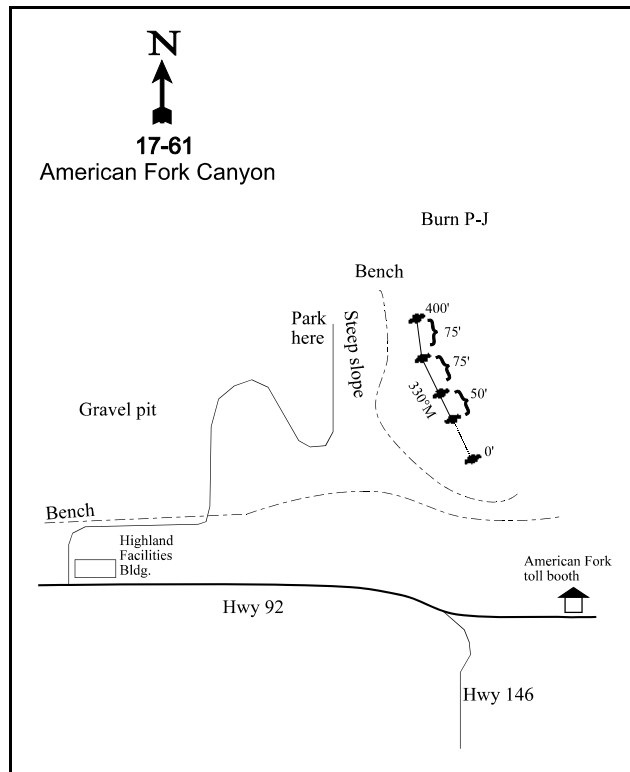 N
17-61
American Fork Canyon
Burn P-J
Bench
400'
75'
Park
here
Steep slope
75'
50'
330°M
Gravel pit
0'
Bench
Highland
Facilities
Bldg.
American Fork
toll booth
Hwy 92
Hwy 146